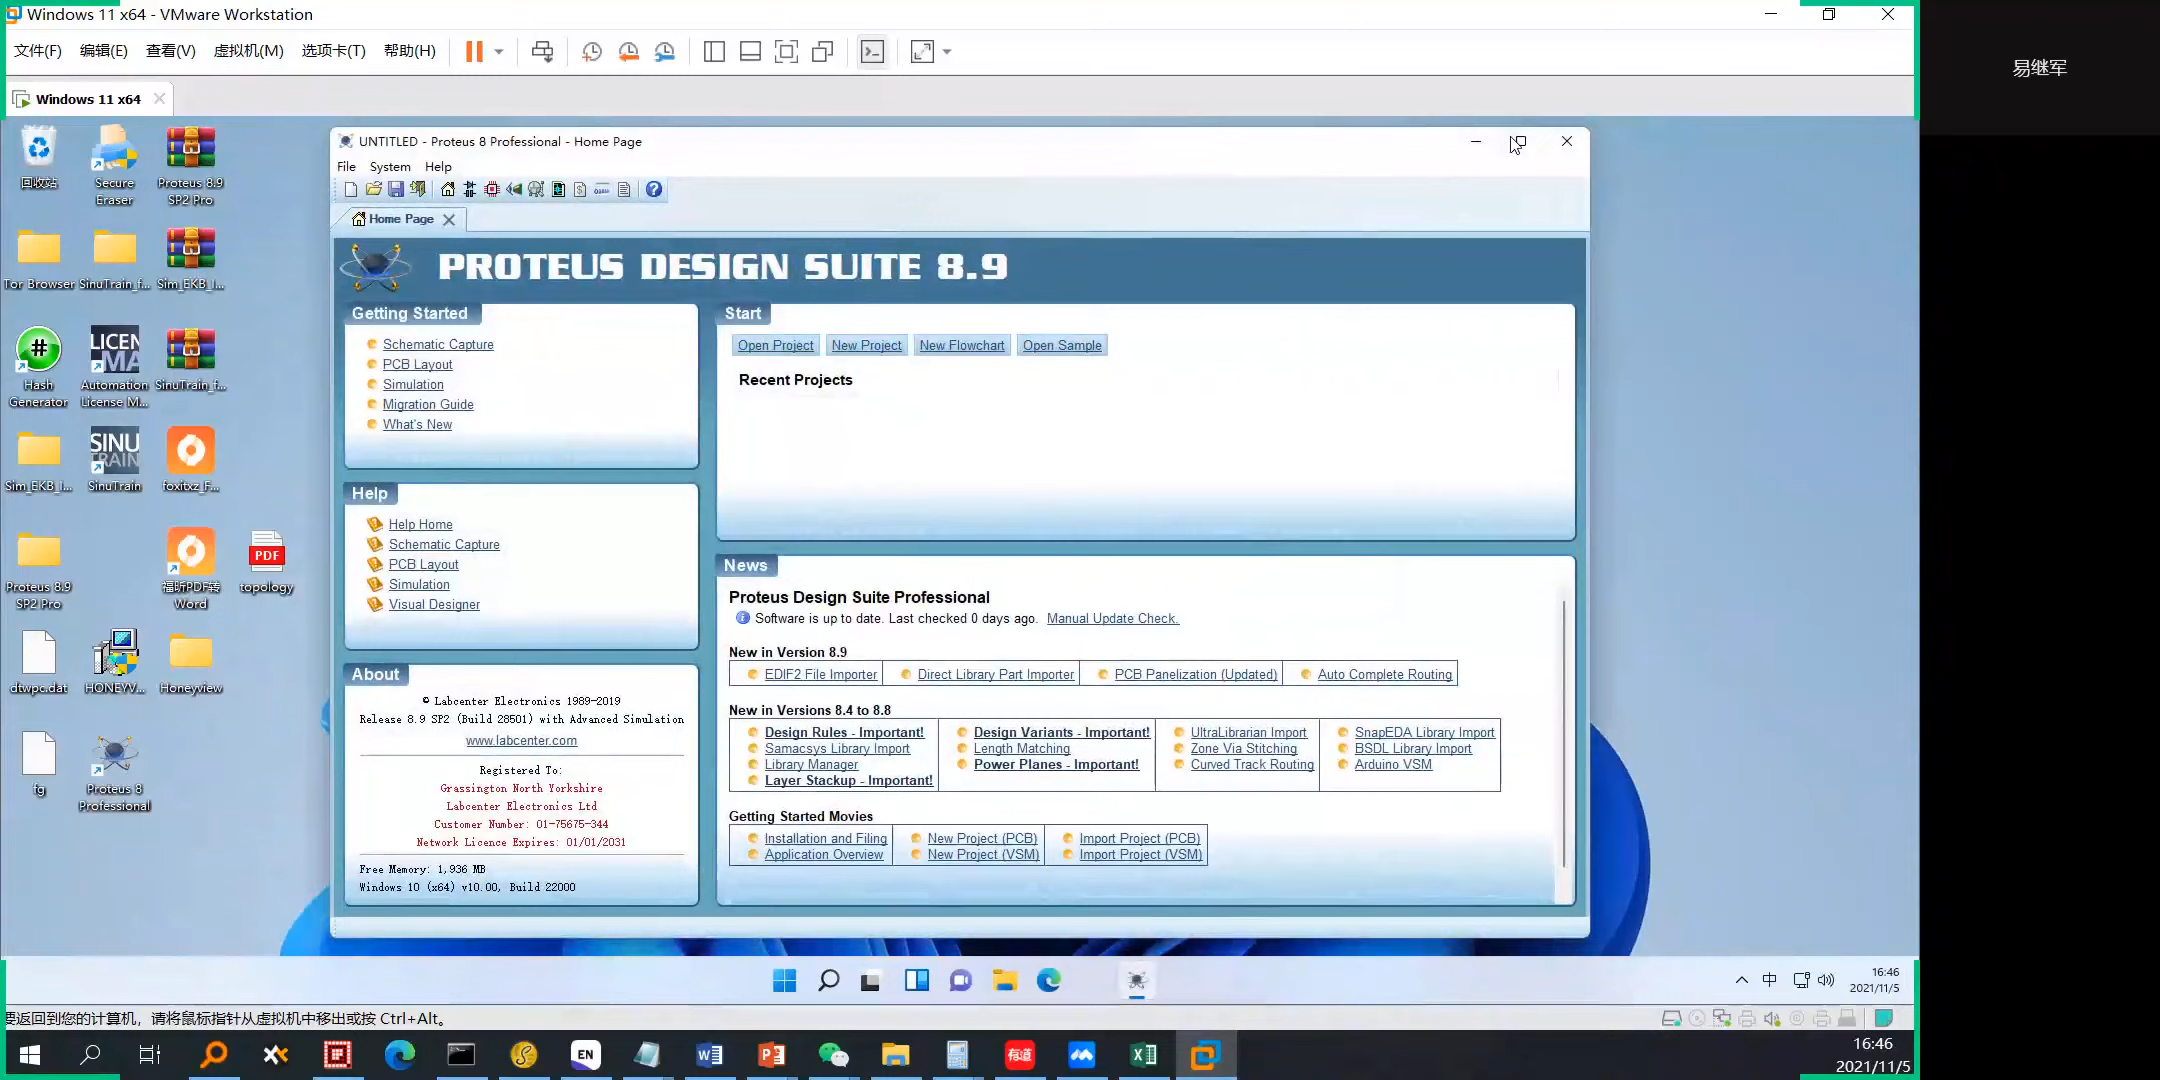 Windows 11 x64 - VMware Workstation
文件(F) 编辑(E) 查看(V) 虚拟机(M) 选项卡(T) 帮助(H)
Windows 11 x64
易继军
回收站
Secure Eraser
Proteus 8.9 SP2 Pro
Tor Browser
SinuTrain_f...
Sim_EKB_I...
Hash Generator
Automation License M...
SinuTrain_f...
Sim_EKB_I...
SINU TRAIN
SinuTrain
foxitxz_F...
Proteus 8.9 SP2 Pro
福昕PDF转 Word
PDF
topology
dtwpc.dat
HONEYV...
Honeyview
fg
Proteus 8 Professional
UNTITLED - Proteus 8 Professional - Home Page
File System Help
Home Page
PROTEUS DESIGN SUITE 8.9
Getting Started
Schematic Capture
PCB Layout
Simulation
Migration Guide
What's New
Help
Help Home
Schematic Capture
PCB Layout
Simulation
Visual Designer
About
© Labcenter Electronics 1989-2019
Release 8.9 SP2 (Build 28501) with Advanced Simulation
www.labcenter.com
Registered To:
Grassington North Yorkshire
Labcenter Electronics Ltd
Customer Number: 01-75675-344
Network Licence Expires: 01/01/2031
Free Memory: 1,936 MB
Windows 10 (x64) v10.00, Build 22000
Start
Open Project New Project New Flowchart Open Sample
Recent Projects
News
Proteus Design Suite Professional
Software is up to date. Last checked 0 days ago. Manual Update Check.
New in Version 8.9
EDIF2 File Importer Direct Library Part Importer PCB Panelization (Updated) Auto Complete Routing
New in Versions 8.4 to 8.8
Design Rules - Important! Design Variants - Important! UltraLibrarian Import SnapEDA Library Import
Samacsys Library Import Length Matching Zone Via Stitching BSDL Library Import
Library Manager Power Planes - Important! Curved Track Routing Arduino VSM
Layer Stackup - Important!
Getting Started Movies
Installation and Filing New Project (PCB) Import Project (PCB)
Application Overview New Project (VSM) Import Project (VSM)
中
16:46
2021/11/5
要返回到您的计算机，请将鼠标指针从虚拟机中移出或按 Ctrl+Alt。
EN
有道
16:46
2021/11/5